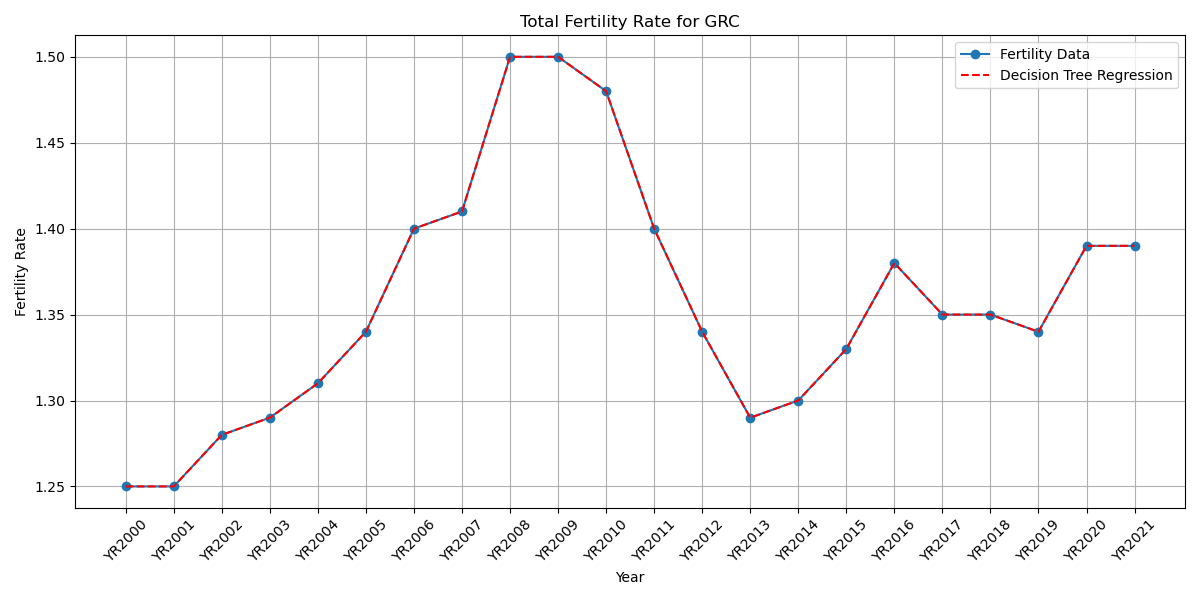 Total Fertility Rate for GRC
Fertility Data
Decision Tree Regression
Fertility Rate
1.50
1.45
1.40
1.35
1.30
1.25
YR2000
YR2001
YR2002
YR2003
YR2004
YR2005
YR2006
YR2007
YR2008
YR2009
YR2010
YR2011
YR2012
YR2013
YR2014
YR2015
YR2016
YR2017
YR2018
YR2019
YR2020
YR2021
Year